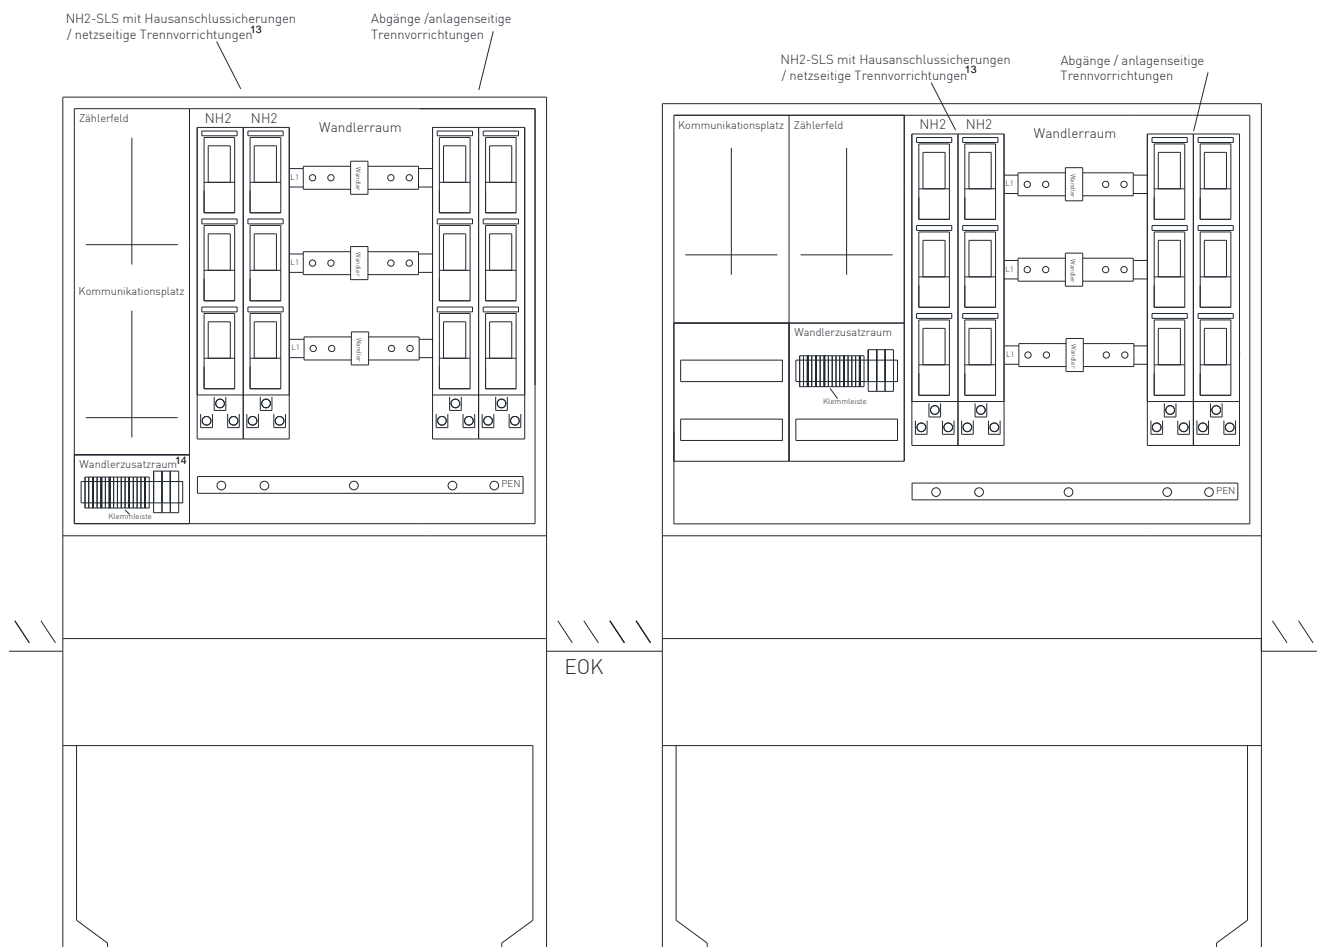 NH2-SLS mit Hausanschlussicherungen
/ netzseitige Trennvorrichtungen13
Abgänge /anlagenseitige
Trennvorrichtungen
Zählerfeld
NH2
NH2
Wandlerraum
L1
Wandler
L1
Wandler
Kommunikationsplatz
L1
Wandler
Wandlerzusatzraum14
Klemmleiste
PEN
NH2-SLS mit Hausanschlussicherungen
/ netzseitige Trennvorrichtungen13
Abgänge / anlagenseitige
Trennvorrichtungen
Kommunikationsplatz
Zählerfeld
NH2
NH2
Wandlerraum
L1
Wandler
L1
Wandler
Wandlerzusatzraum
L1
Wandler
Klemmleiste
PEN
EOK